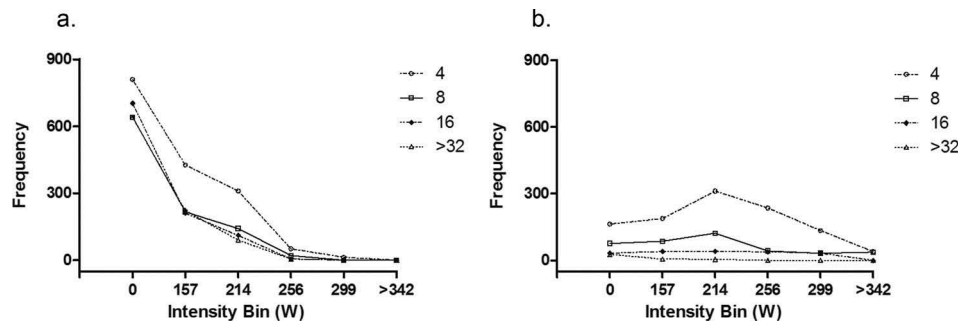 a.
900
600
300
0
Frequency
0 157 214 256 299 >342
Intensity Bin (W)
4
8
16
>32
b.
900
600
300
0
Frequency
0 157 214 256 299 >342
Intensity Bin (W)
4
8
16
>32